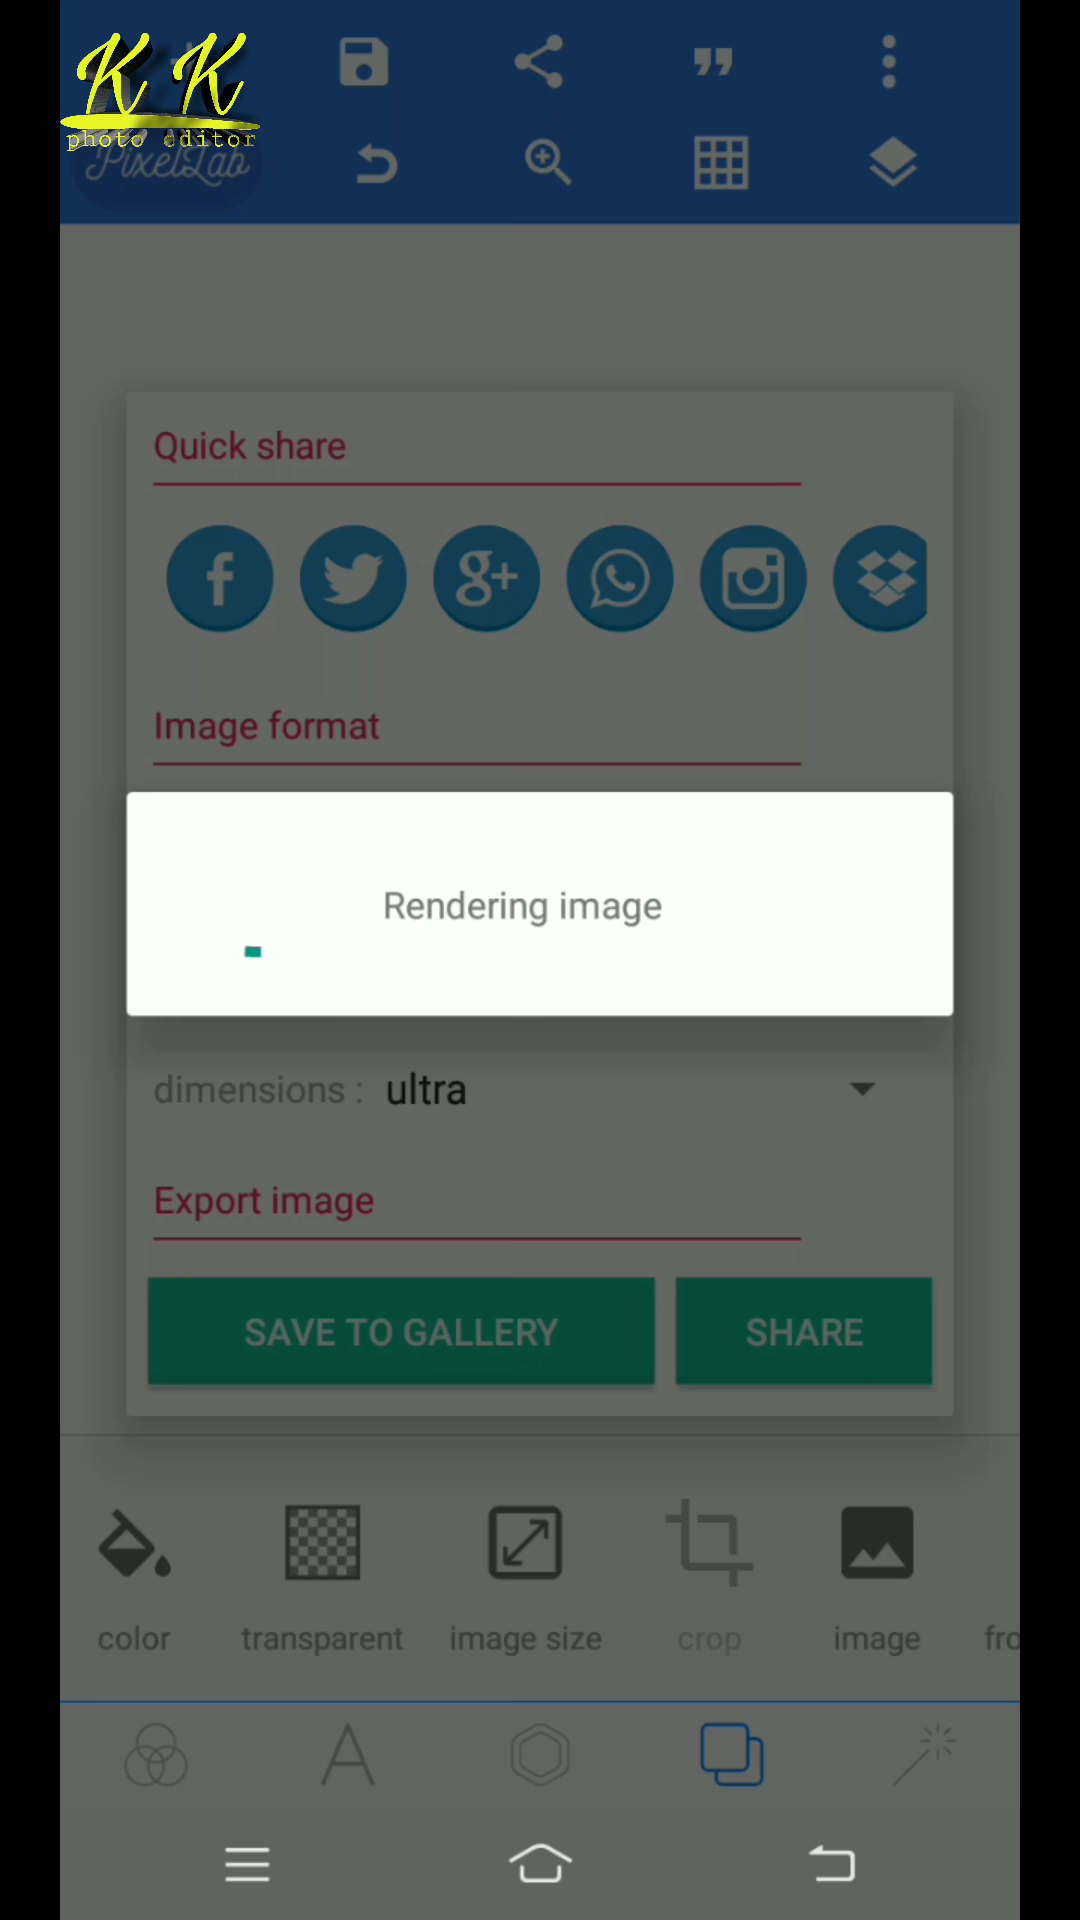 K K
photo editor
PixelLab
Quick share
Image format
Rendering image
dimensions : ultra
Export image
SAVE TO GALLERY SHARE
color transparent image size crop image fro